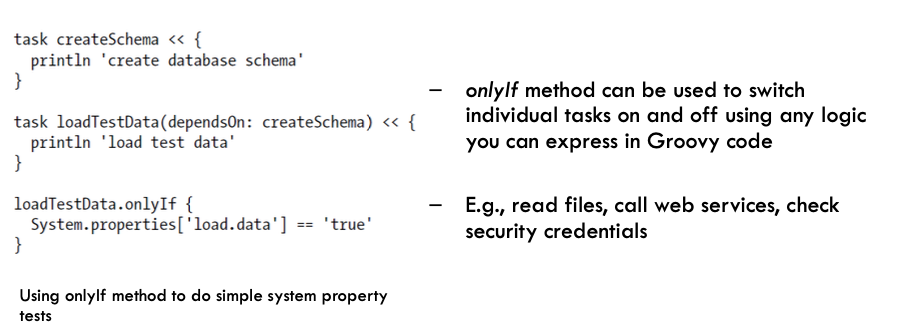 task createSchema << {
  println 'create database schema'
}
task loadTestData(dependsOn: createSchema) << {
  println 'load test data'
}
loadTestData.onlyIf {
  System.properties['load.data'] == 'true'
}
Using onlyIf method to do simple system property
tests
– onlyIf method can be used to switch
individual tasks on and off using any logic
you can express in Groovy code
– E.g., read files, call web services, check
security credentials